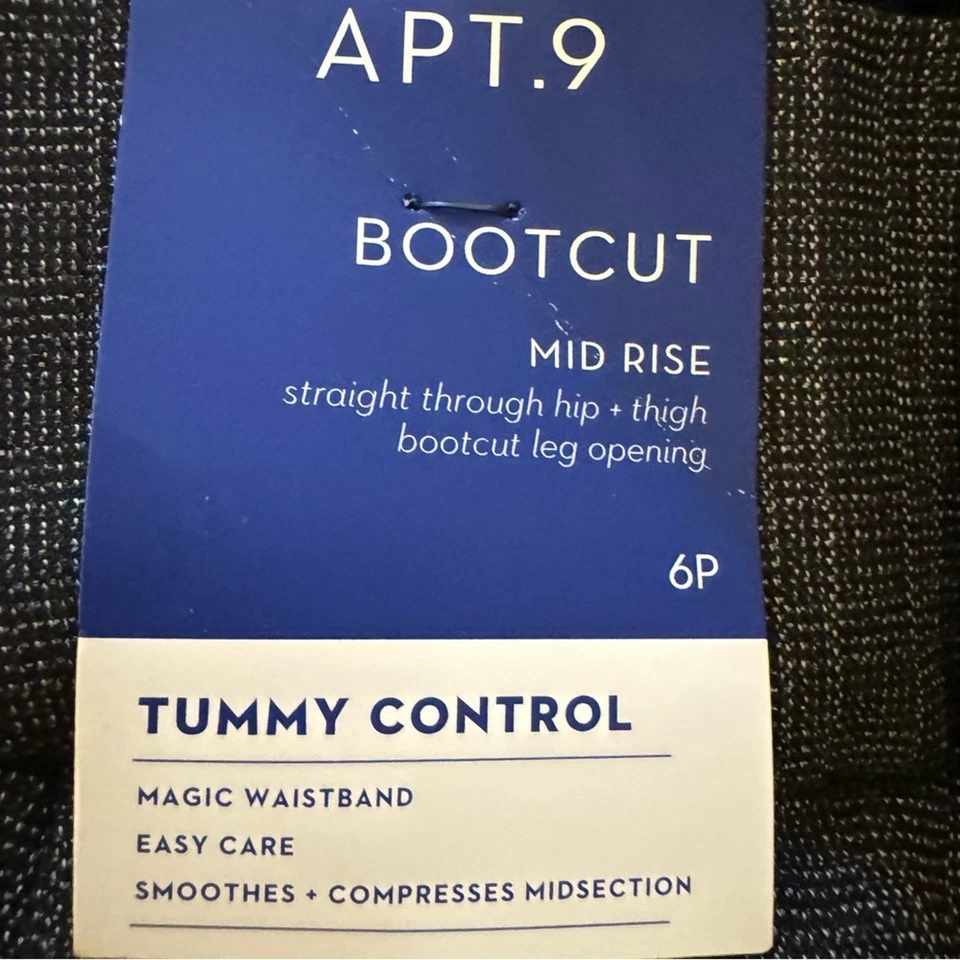 APT.9
BOOTCUT
MID RISE
straight through hip + thigh
bootcut leg opening
6P
TUMMY CONTROL
MAGIC WAISTBAND
EASY CARE
SMOOTHES + COMPRESSES MIDSECTION